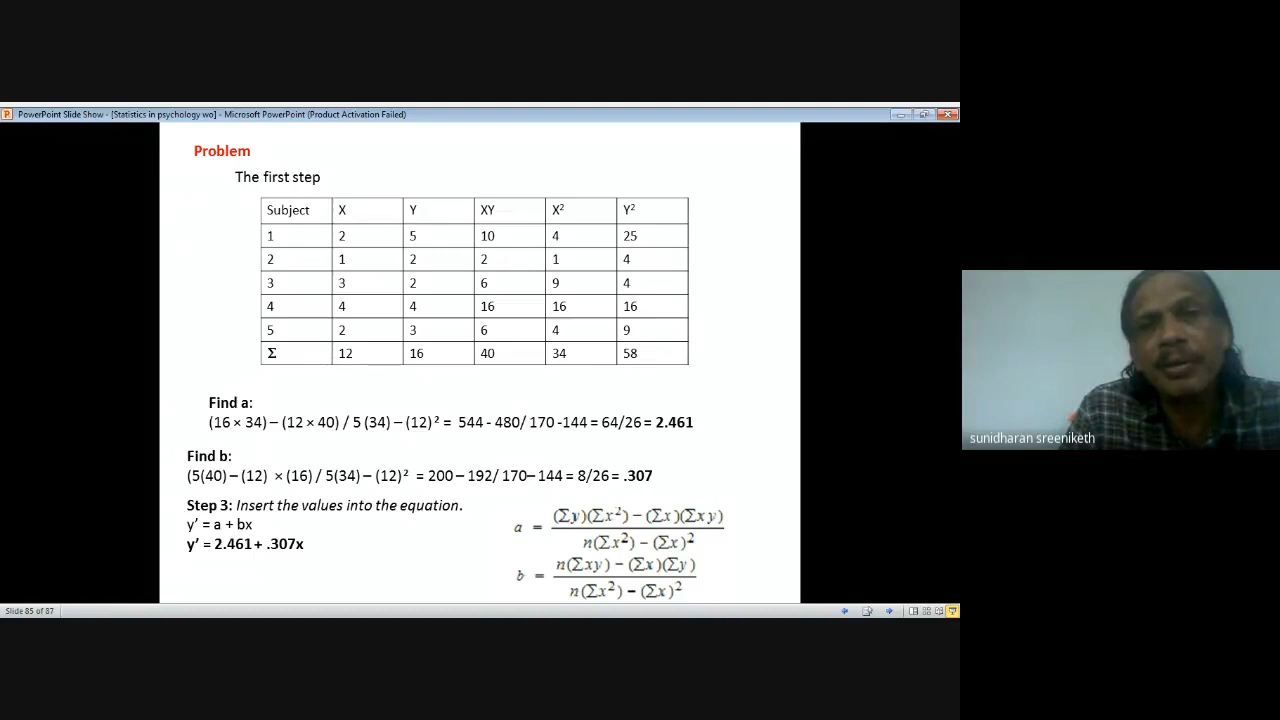 PowerPoint Slide Show - [Statistics in psychology wo] - Microsoft PowerPoint (Product Activation Failed)
Problem
The first step
Subject X Y XY X² Y²
1 2 5 10 4 25
2 1 2 2 1 4
3 3 2 6 9 4
4 4 4 16 16 16
5 2 3 6 4 9
Σ 12 16 40 34 58
Find a:
(16 × 34) – (12 × 40) / 5 (34) – (12)² = 544 - 480/ 170 -144 = 64/26 = 2.461
Find b:
(5(40) – (12) × (16) / 5(34) – (12)² = 200 – 192/ 170– 144 = 8/26 = .307
Step 3: Insert the values into the equation.
y’ = a + bx
y’ = 2.461 + .307x
a = (Σy)(Σx²) – (Σx)(Σxy)
n(Σx²) – (Σx)²
b = n(Σxy) – (Σx)(Σy)
n(Σx²) – (Σx)²
Slide 85 of 87
sunidharan sreeniketh